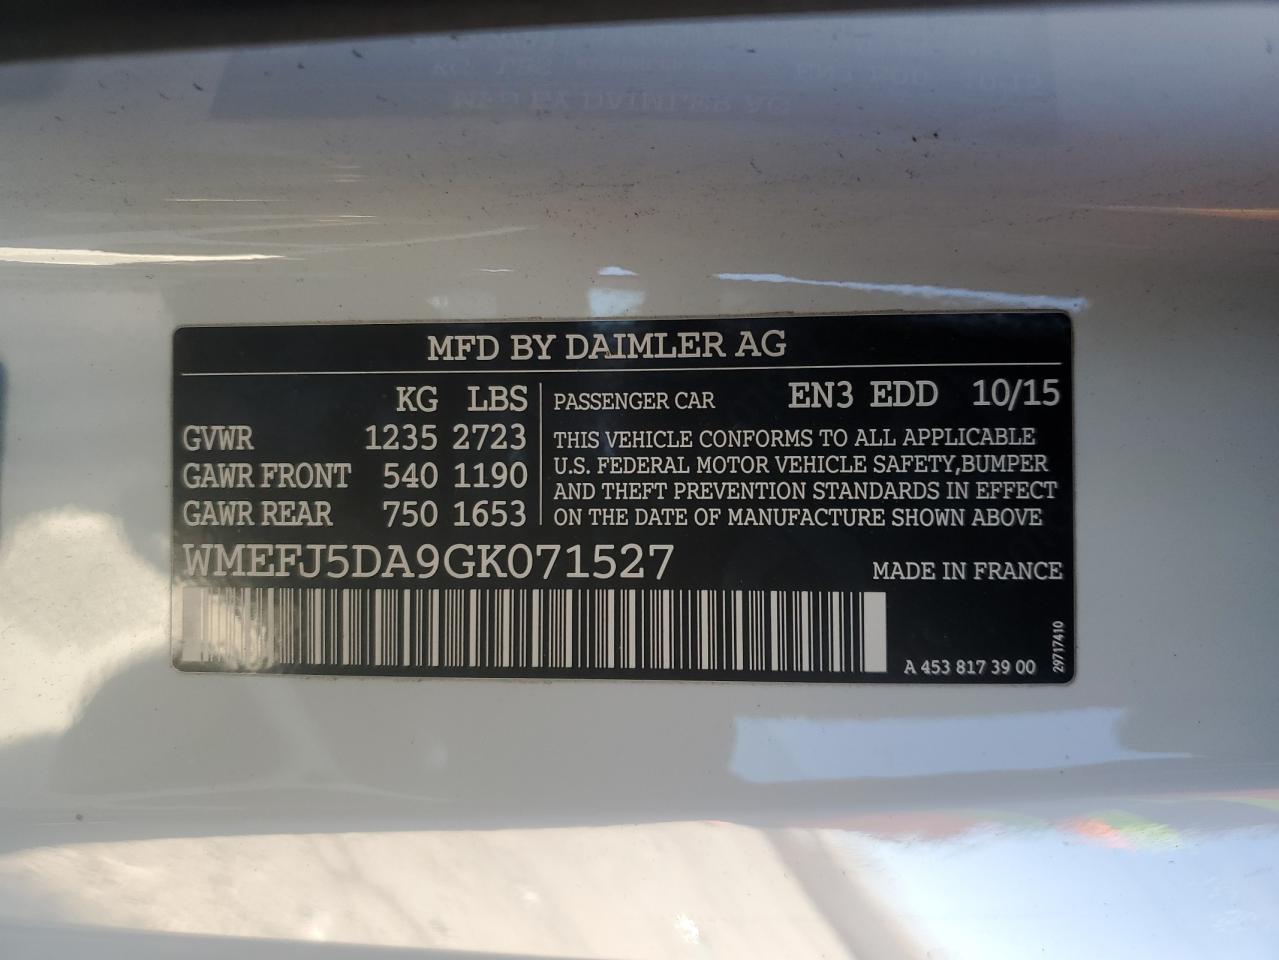 MFD BY DAIMLER AG
KG LBS
GVWR 1235 2723
GAWR FRONT 540 1190
GAWR REAR 750 1653
PASSENGER CAR EN3 EDD 10/15
THIS VEHICLE CONFORMS TO ALL APPLICABLE
U.S. FEDERAL MOTOR VEHICLE SAFETY,BUMPER
AND THEFT PREVENTION STANDARDS IN EFFECT
ON THE DATE OF MANUFACTURE SHOWN ABOVE
WMEFJ5DA9GK071527 MADE IN FRANCE
A 453 817 39 00
29717410